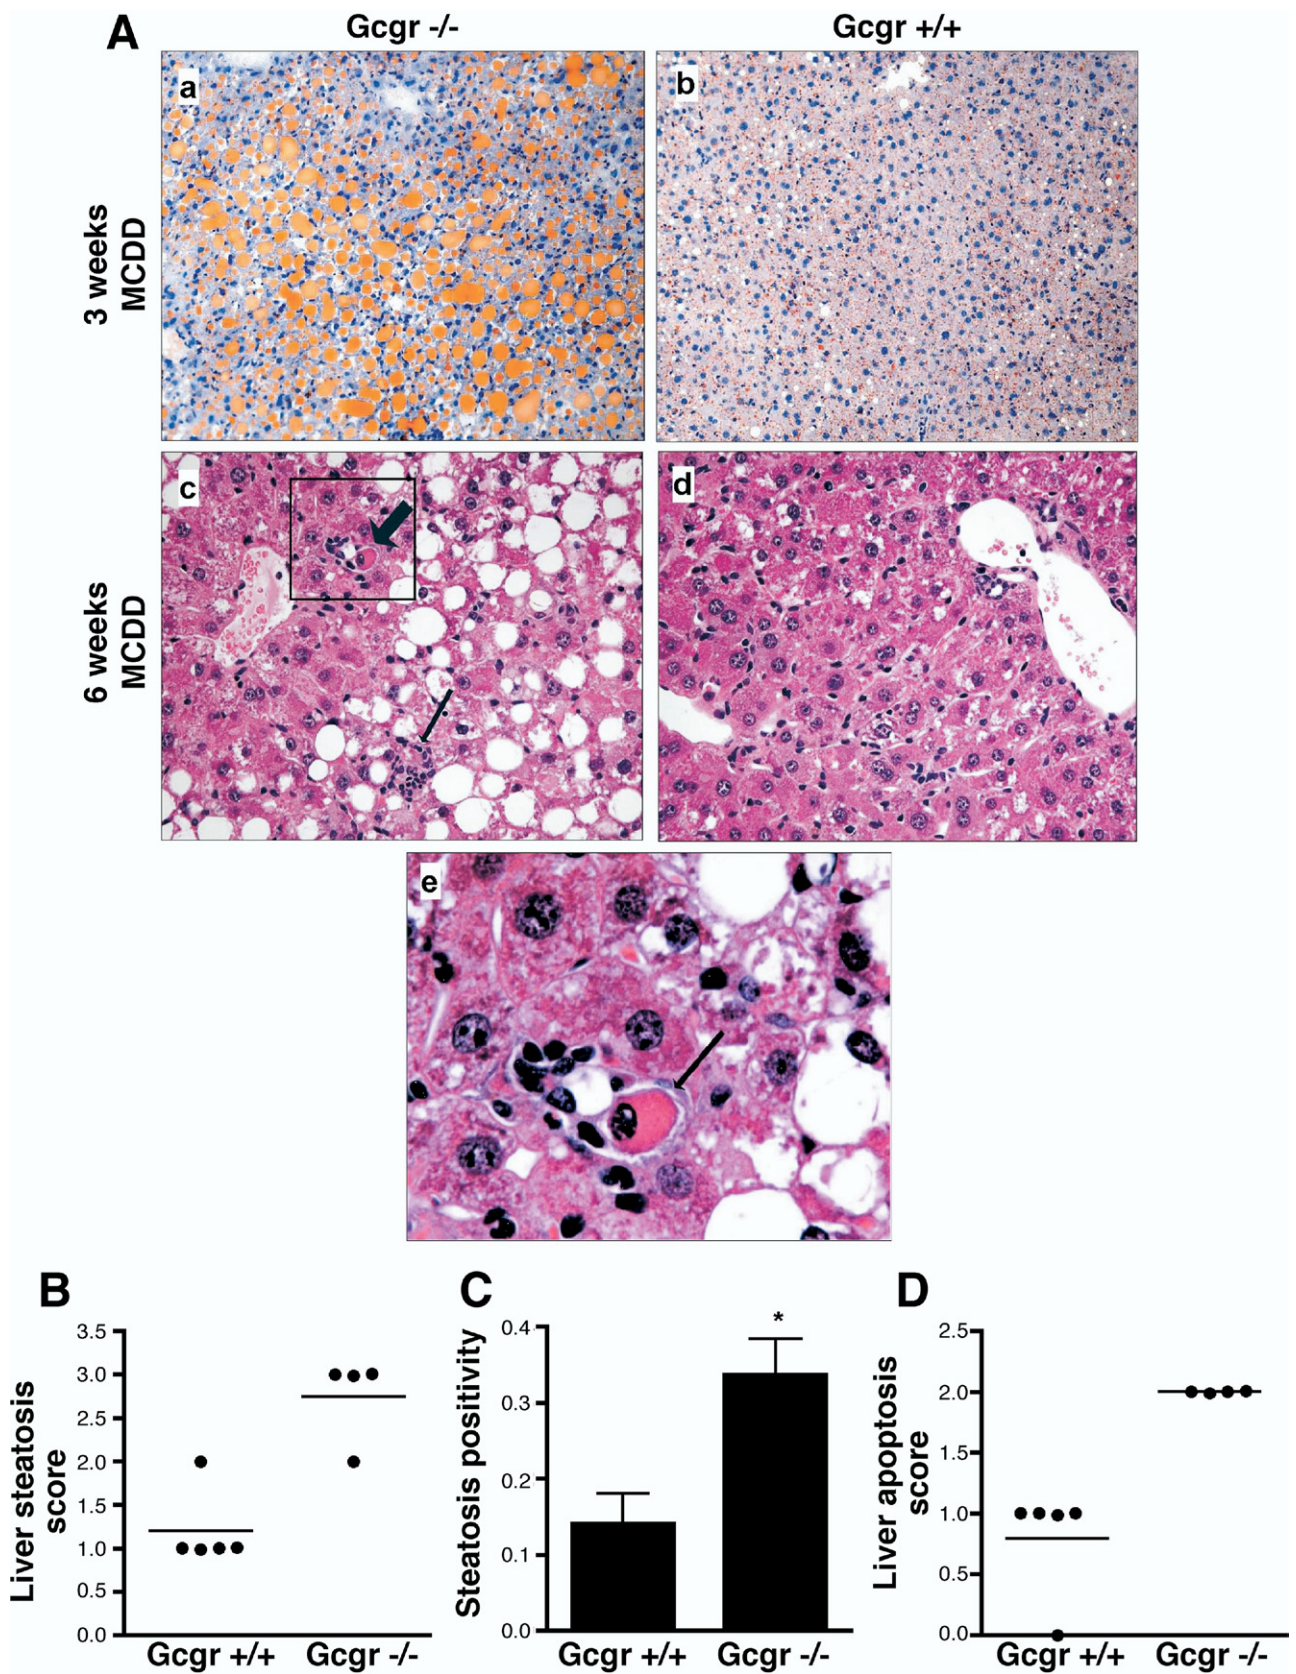 A
Gcgr -/-
Gcgr +/+
3 weeks
MCDD
a
b
6 weeks
MCDD
c
d
e
B
Liver steatosis
score
3.5
3.0
2.5
2.0
1.5
1.0
0.5
0.0
Gcgr +/+
Gcgr -/-
C
Steatosis positivity
0.4
0.3
0.2
0.1
0.0
*
Gcgr +/+
Gcgr -/-
D
Liver apoptosis
score
2.5
2.0
1.5
1.0
0.5
0.0
Gcgr +/+
Gcgr -/-